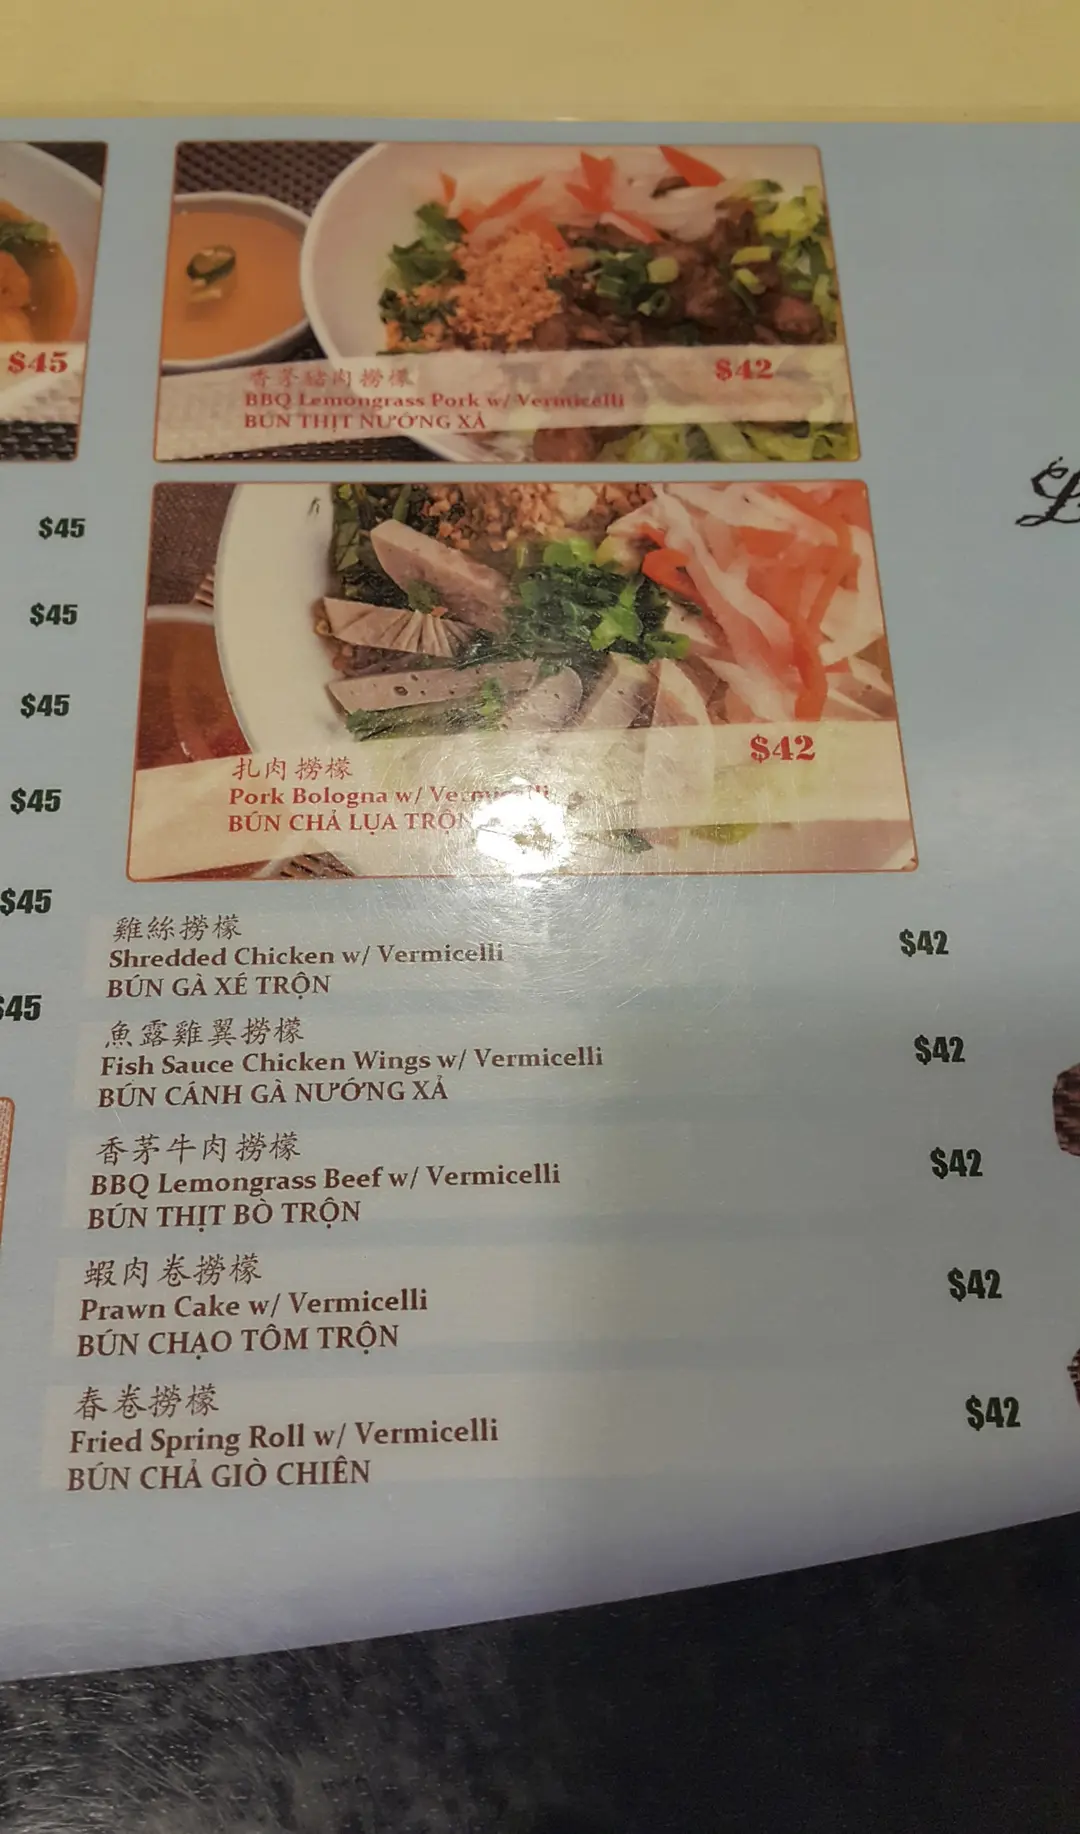 $45
香茅豬肉撈檬
$42
BBQ Lemongrass Pork w/ Vermicelli
BÚN THỊT NƯỚNG XẢ
$45
$45
$45
$45
$45
$45
扎肉撈檬
$42
Pork Bologna w/ Vermicelli
BÚN CHẢ LỤA TRỘN
雞絲撈檬
Shredded Chicken w/ Vermicelli
$42
BÚN GÀ XÉ TRỘN
魚露雞翼撈檬
Fish Sauce Chicken Wings w/ Vermicelli
$42
BÚN CÁNH GÀ NƯỚNG XẢ
香茅牛肉撈檬
BBQ Lemongrass Beef w/ Vermicelli
$42
BÚN THỊT BÒ TRỘN
蝦肉卷撈檬
Prawn Cake w/ Vermicelli
$42
BÚN CHẠO TÔM TRỘN
春卷撈檬
Fried Spring Roll w/ Vermicelli
$42
BÚN CHẢ GIÒ CHIÊN